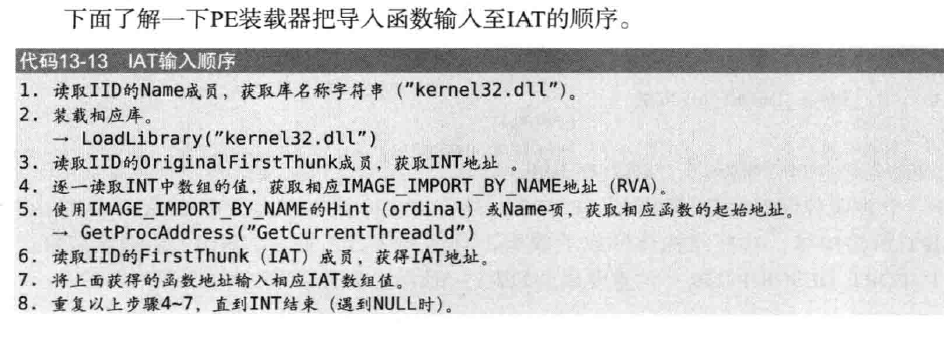 下面了解一下PE装载器把导入函数输入至IAT的顺序。
代码13-13 IAT输入顺序
1. 读取IID的Name成员，获取库名称字符串（"kernel32.dll"）。
2. 装载相应库。
→ LoadLibrary("kernel32.dll")
3. 读取IID的OriginalFirstThunk成员，获取INT地址 。
4. 逐一读取INT中数组的值，获取相应IMAGE_IMPORT_BY_NAME地址（RVA）。
5. 使用IMAGE_IMPORT_BY_NAME的Hint（ordinal）或Name项，获取相应函数的起始地址。
→ GetProcAddress("GetCurrentThreadld")
6. 读取IID的FirstThunk（IAT）成员，获得IAT地址。
7. 将上面获得的函数地址输入相应IAT数组值。
8. 重复以上步骤4~7，直到INT结束（遇到NULL时）。